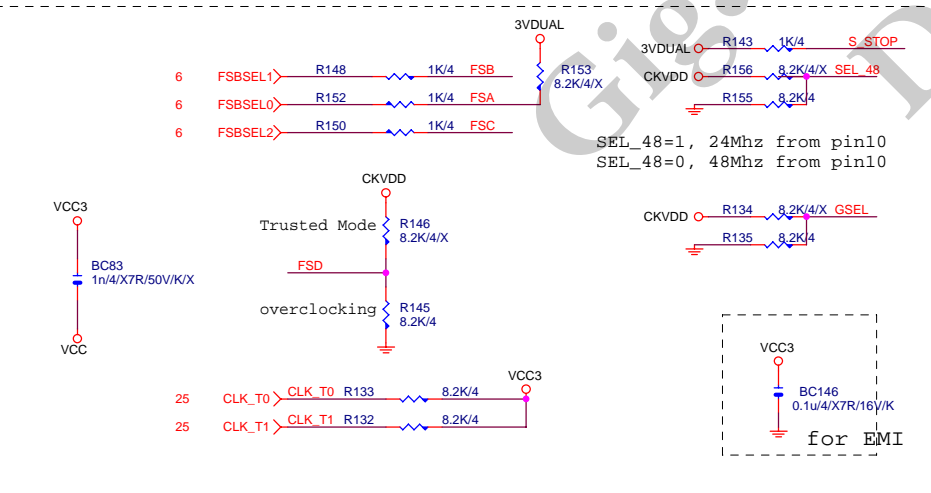 3VDUAL
6 FSBSEL1 R148 1K/4 FSB
R153
8.2K/4/X
6 FSBSEL0 R152 1K/4 FSA
6 FSBSEL2 R150 1K/4 FSC
3VDUAL R143 1K/4 S_STOP
CKVDD R156 8.2K/4/X SEL_48
R155 8.2K/4
SEL_48=1, 24Mhz from pin10
SEL_48=0, 48Mhz from pin10
CKVDD
Trusted Mode R146
8.2K/4/X
FSD
overclocking R145
8.2K/4
VCC3
BC83
1n/4/X7R/50V/K/X
VCC
CKVDD R134 8.2K/4/X GSEL
R135 8.2K/4
VCC3
25 CLK_T0 CLK_T0 R133 8.2K/4
25 CLK_T1 CLK_T1 R132 8.2K/4
VCC3
BC146
0.1u/4/X7R/16V/K
for EMI